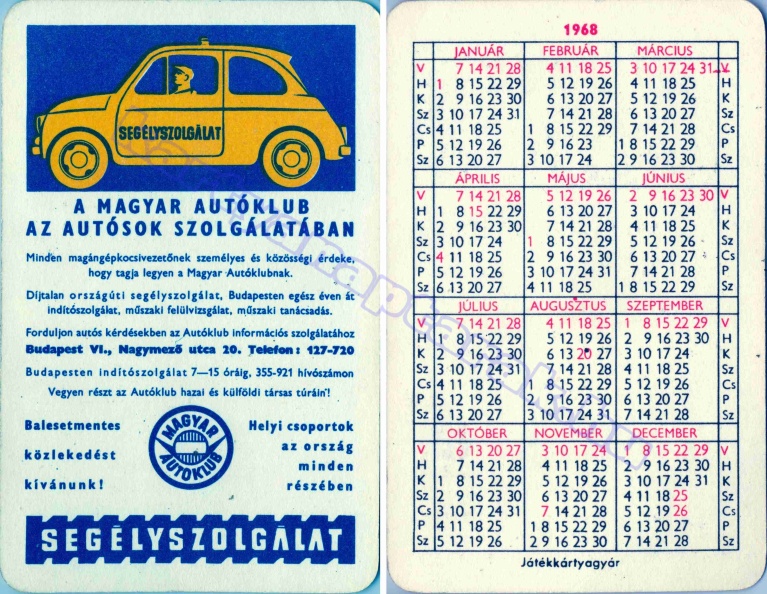 SEGÉLYSZOLGÁLAT
A MAGYAR AUTÓKLUB
AZ AUTÓSOK SZOLGÁLATÁBAN
Minden magángépkocsivezetőnek személyes és közösségi érdeke,
hogy tagja legyen a Magyar Autóklubnak.
Díjtalan országúti segélyszolgálat, Budapesten egész éven át
indítószolgálat, műszaki felülvizsgálat, műszaki tanácsadás.
Forduljon autós kérdésekben az Autóklub információs szolgálatához
Budapest VI., Nagymező utca 20. Telefon: 127-720
Budapesten indítószolgálat 7—15 óráig, 355-921 hívószámon
Vegyen részt az Autóklub hazai és külföldi társas túráin!
Balesetmentes
közlekedést
kívánunk!
MAGYAR
AUTÓKLUB
Helyi csoportok
az ország
minden
részében
SEGÉLYSZOLGÁLAT
1968
JANUÁR FEBRUÁR MÁRCIUS
V 7 14 21 28 4 11 18 25 3 10 17 24 31 V
H 1 8 15 22 29 5 12 19 26 4 11 18 25 H
K 2 9 16 23 30 6 13 20 27 5 12 19 26 K
Sz 3 10 17 24 31 7 14 21 28 6 13 20 27 Sz
Cs 4 11 18 25 1 8 15 22 29 7 14 21 28 Cs
P 5 12 19 26 2 9 16 23 1 8 15 22 29 P
Sz 6 13 20 27 3 10 17 24 2 9 16 23 30 Sz
ÁPRILIS MÁJUS JÚNIUS
V 7 14 21 28 5 12 19 26 2 9 16 23 30 V
H 1 8 15 22 29 6 13 20 27 3 10 17 24 H
K 2 9 16 23 30 7 14 21 28 4 11 18 25 K
Sz 3 10 17 24 1 8 15 22 29 5 12 19 26 Sz
Cs 4 11 18 25 2 9 16 23 30 6 13 20 27 Cs
P 5 12 19 26 3 10 17 24 31 7 14 21 28 P
Sz 6 13 20 27 4 11 18 25 1 8 15 22 29 Sz
JÚLIUS AUGUSZTUS SZEPTEMBER
V 7 14 21 28 4 11 18 25 1 8 15 22 29 V
H 1 8 15 22 29 5 12 19 26 2 9 16 23 30 H
K 2 9 16 23 30 6 13 20 27 3 10 17 24 K
Sz 3 10 17 24 31 7 14 21 28 4 11 18 25 Sz
Cs 4 11 18 25 1 8 15 22 29 5 12 19 26 Cs
P 5 12 19 26 2 9 16 23 30 6 13 20 27 P
Sz 6 13 20 27 3 10 17 24 31 7 14 21 28 Sz
OKTÓBER NOVEMBER DECEMBER
V 6 13 20 27 3 10 17 24 1 8 15 22 29 V
H 7 14 21 28 4 11 18 25 2 9 16 23 30 H
K 1 8 15 22 29 5 12 19 26 3 10 17 24 31 K
Sz 2 9 16 23 30 6 13 20 27 4 11 18 25 Sz
Cs 3 10 17 24 31 7 14 21 28 5 12 19 26 Cs
P 4 11 18 25 1 8 15 22 29 6 13 20 27 P
Sz 5 12 19 26 2 9 16 23 30 7 14 21 28 Sz
Játékkártyagyár